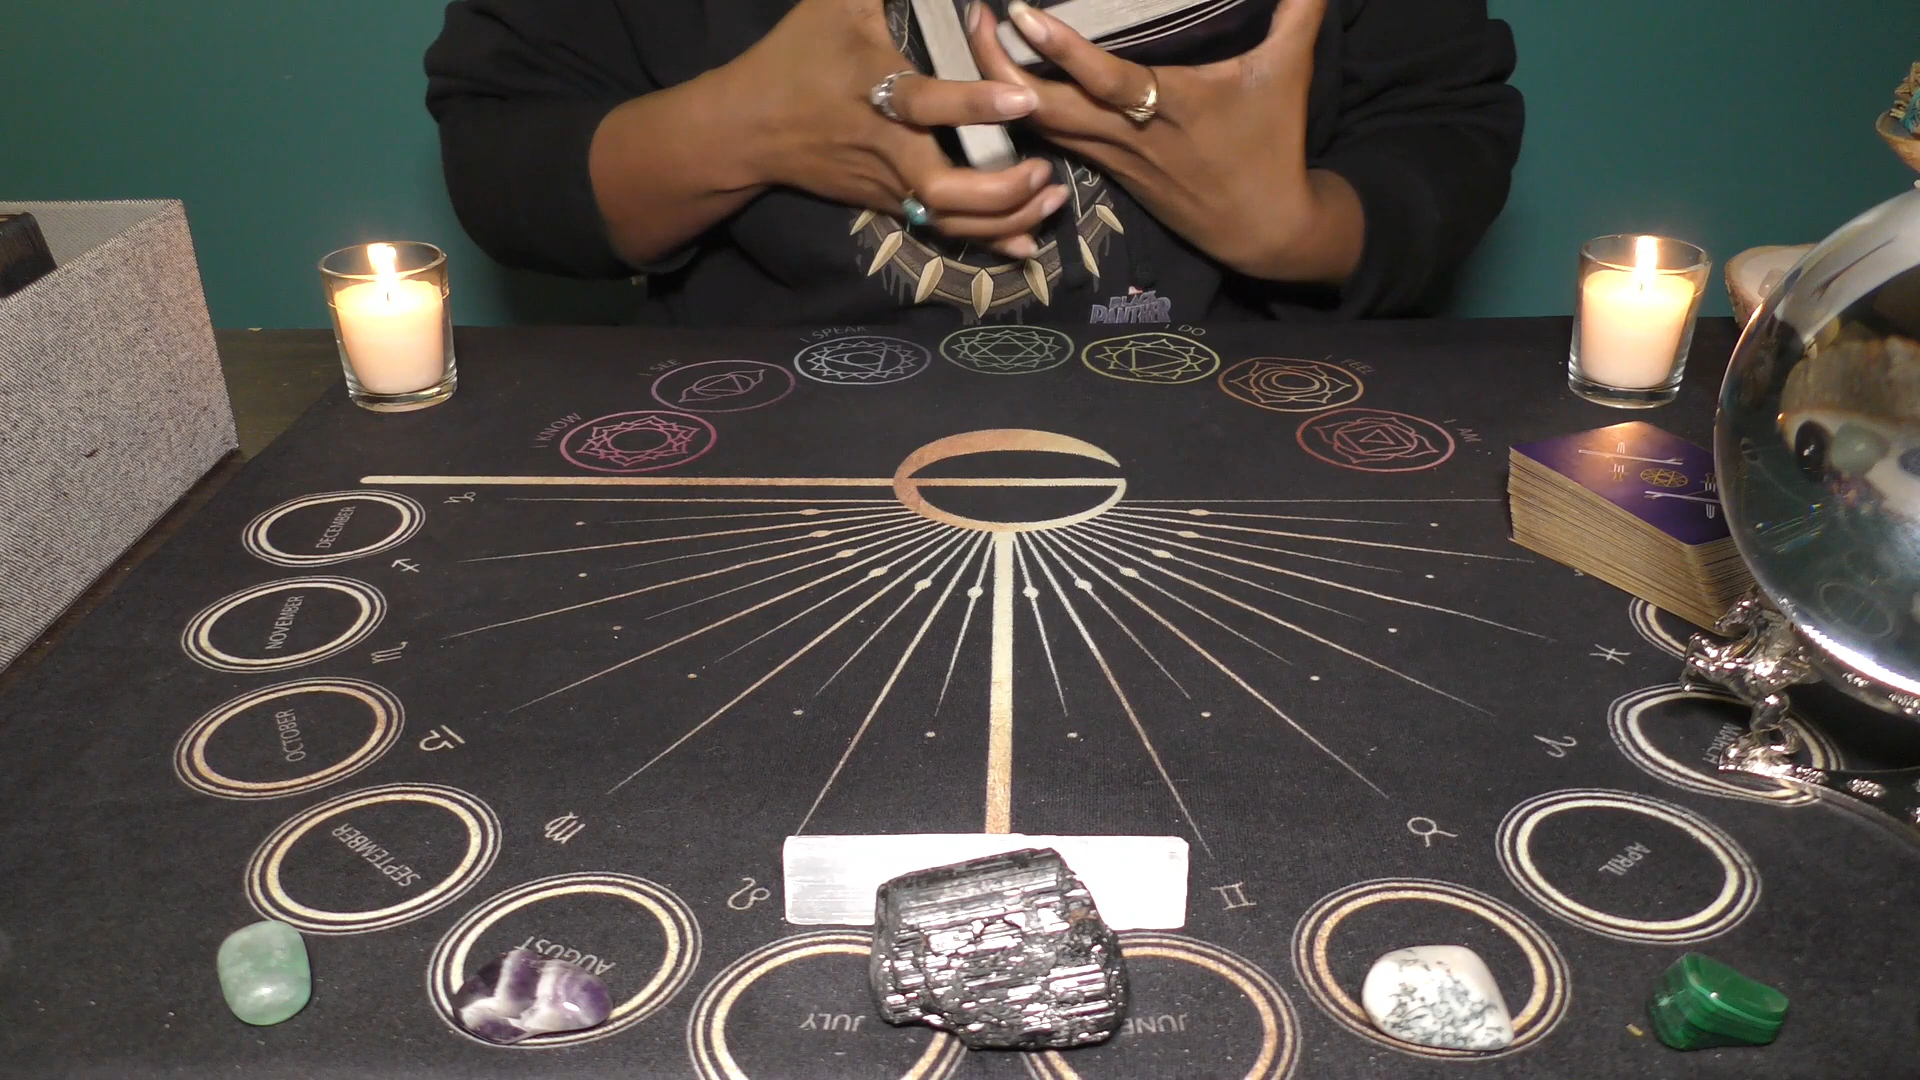 BLACK
PANTHER
I SPEAK
I DO
I SEE
I FEEL
I KNOW
I AM
DECEMBER
NOVEMBER
OCTOBER
MARCH
SEPTEMBER
APRIL
AUGUST
JULY
JUNE